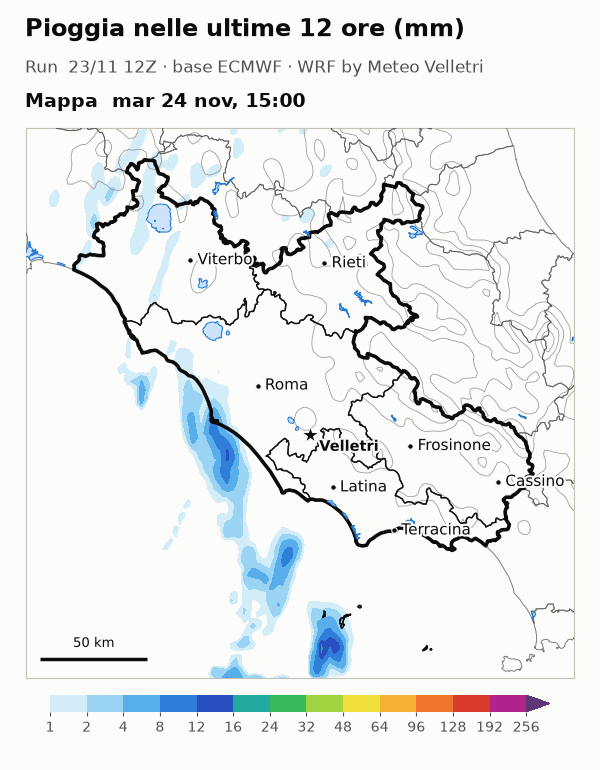 Pioggia nelle ultime 12 ore (mm)
Run  23/11 12Z · base ECMWF · WRF by Meteo Velletri
Mappa  mar 24 nov, 15:00
Viterbo
Rieti
Roma
Velletri
Frosinone
Latina
Cassino
Terracina
50 km
1 2 4 8 12 16 24 32 48 64 96 128 192 256